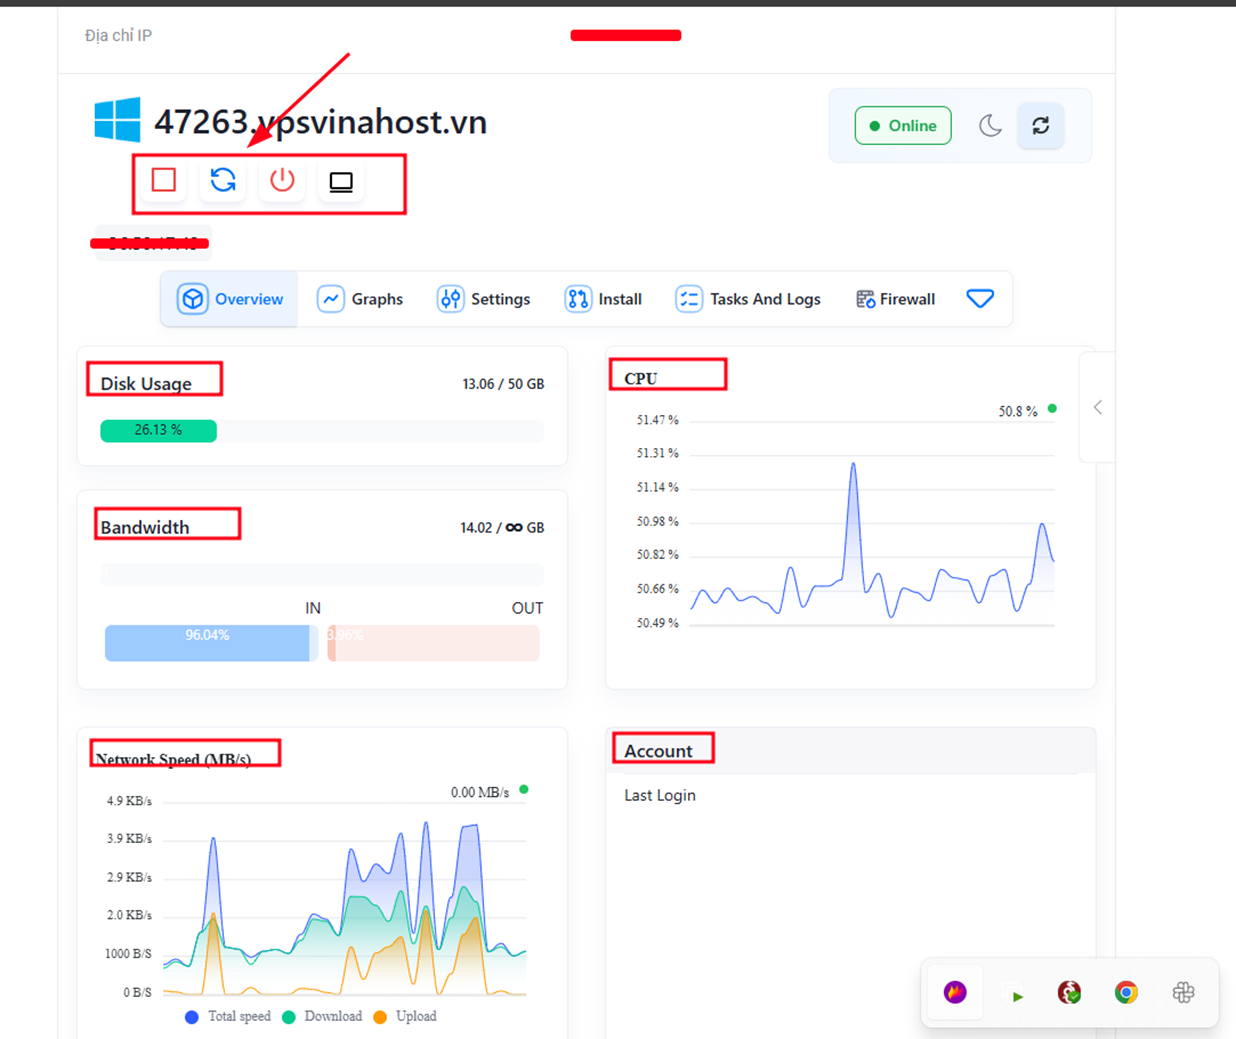 Địa chỉ IP
47263.vpsvinahost.vn
Online
Overview
Graphs
Settings
Install
Tasks And Logs
Firewall
Disk Usage
13.06 / 50 GB
26.13 %
Bandwidth
14.02 / ∞ GB
IN
OUT
96.04%
3.96%
CPU
50.8 %
51.47 %
51.31 %
51.14 %
50.98 %
50.82 %
50.66 %
50.49 %
Network Speed (MB/s)
0.00 MB/s
4.9 KB/s
3.9 KB/s
2.9 KB/s
2.0 KB/s
1000 B/S
0 B/S
Total speed
Download
Upload
Account
Last Login